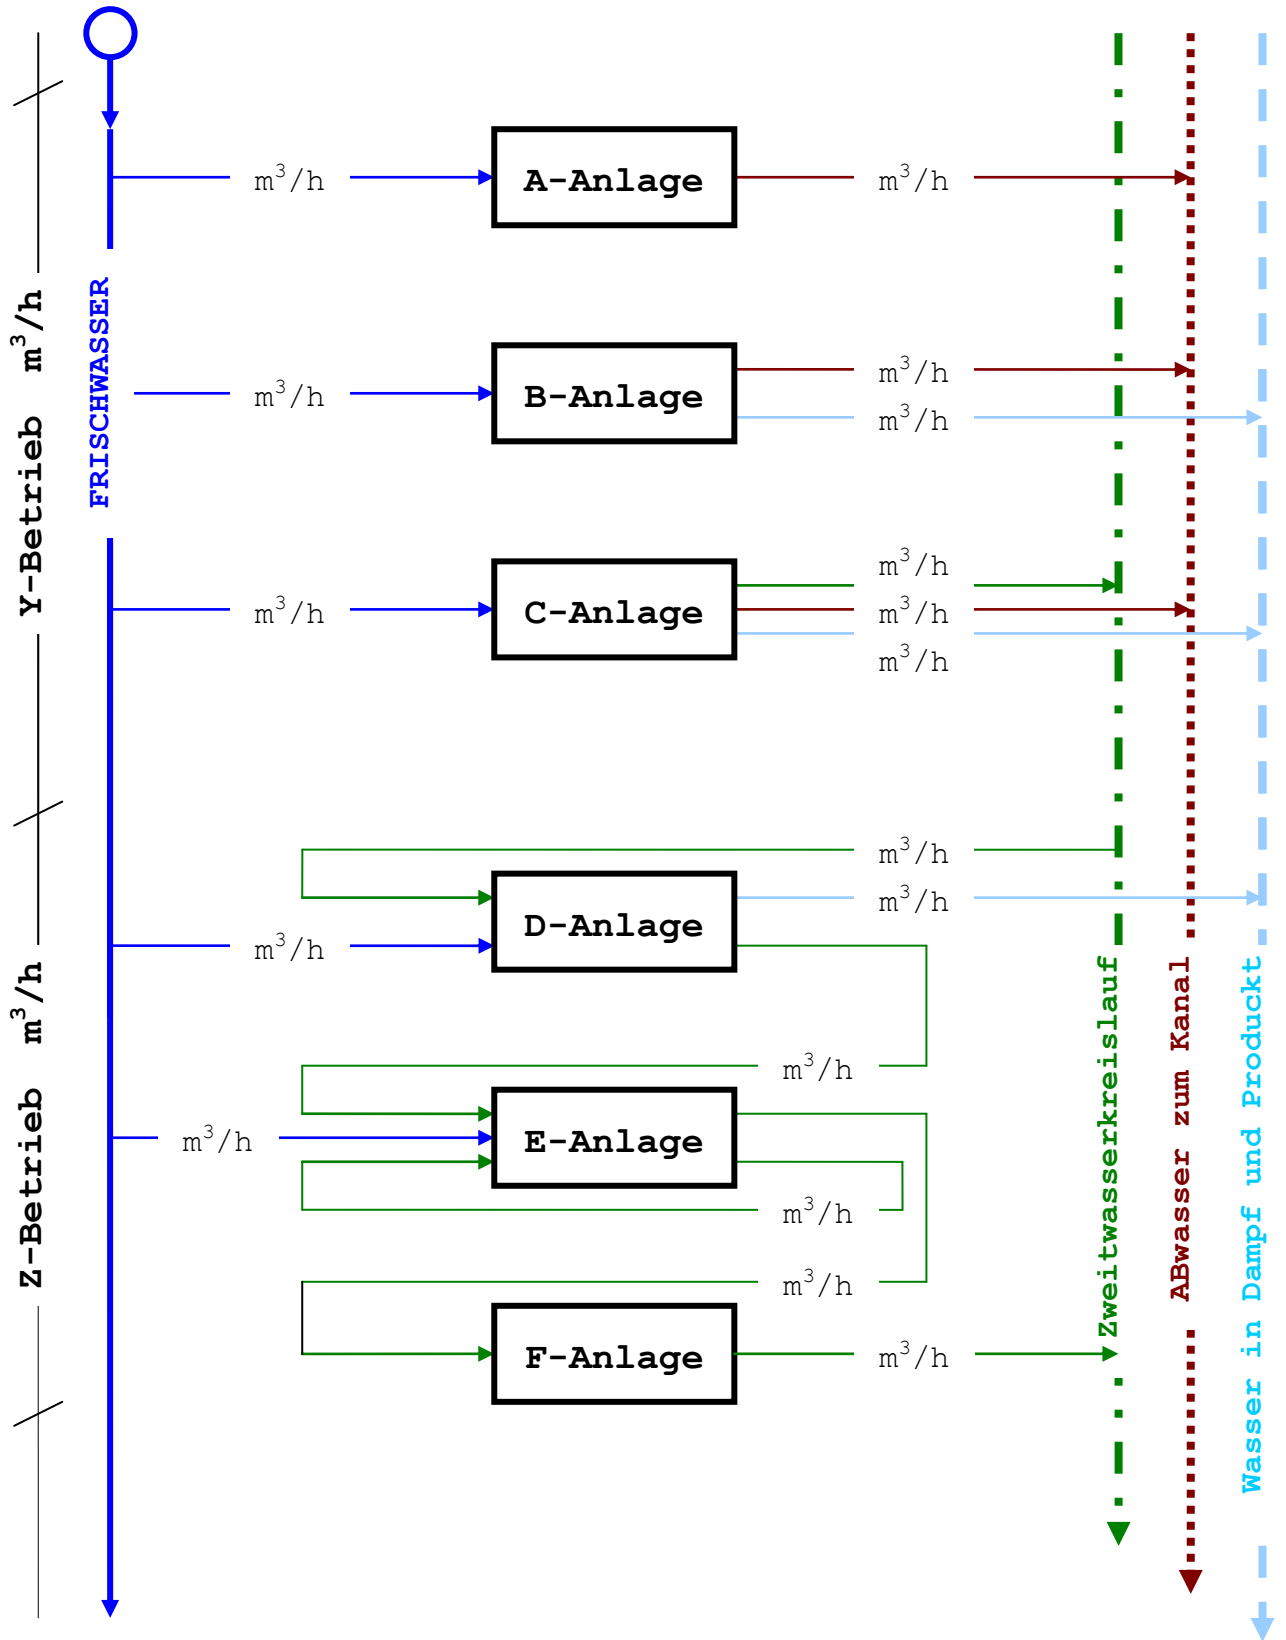 m³/h
A-Anlage
m³/h
Y-Betrieb m³/h
FRISCHWASSER
m³/h
B-Anlage
m³/h
m³/h
m³/h
C-Anlage
m³/h
m³/h
m³/h
m³/h
D-Anlage
m³/h
m³/h
Z-Betrieb m³/h
m³/h
m³/h
E-Anlage
m³/h
m³/h
F-Anlage
m³/h
Zweitwasserkreislauf
ABwasser zum Kanal
Wasser in Dampf und Produckt